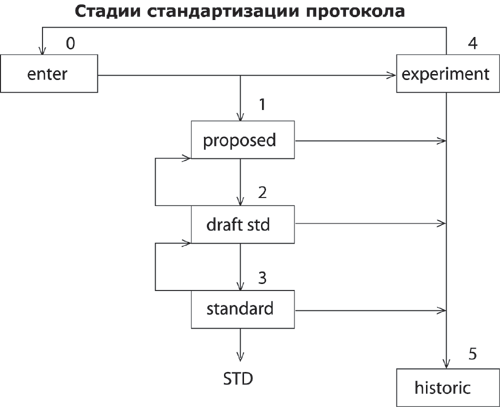 Стадии стандартизации протокола
0
4
enter
experiment
1
proposed
2
draft std
3
standard
STD
5
historic